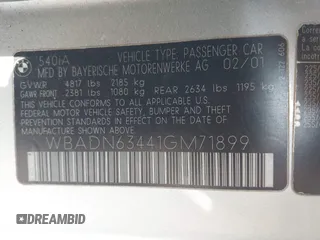 BMW
540iA VEHICLE TYPE: PASSENGER CAR
MFD BY BAYERISCHE MOTORENWERKE AG 02/01
GVWR 4817 lbs 2185 kg
GAWR FRONT 2381 lbs 1080 kg REAR 2634 lbs 1195 kg
THIS VEHICLE CONFORMS TO ALL APPLICABLE
FEDERAL MOTOR VEHICLE SAFETY, BUMPER AND THEFT
PREVENTION STANDARDS IN EFFECT ON THE DATE OF
MANUFACTURE SHOWN ABOVE
WBADN63441GM71899
DREAMBID